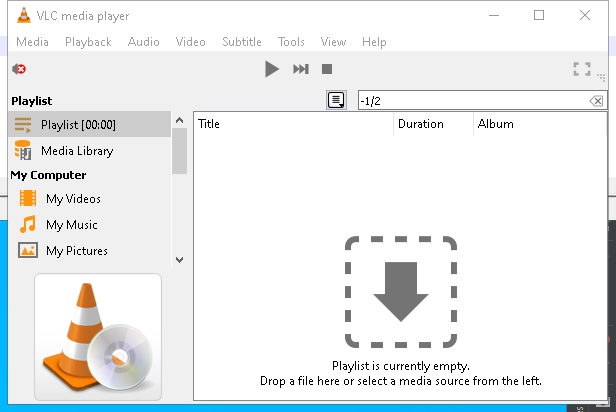 VLC media player
Media Playback Audio Video Subtitle Tools View Help
Playlist
-1/2
Playlist [00:00]
Media Library
My Computer
My Videos
My Music
My Pictures
Title Duration Album
Playlist is currently empty.
Drop a file here or select a media source from the left.